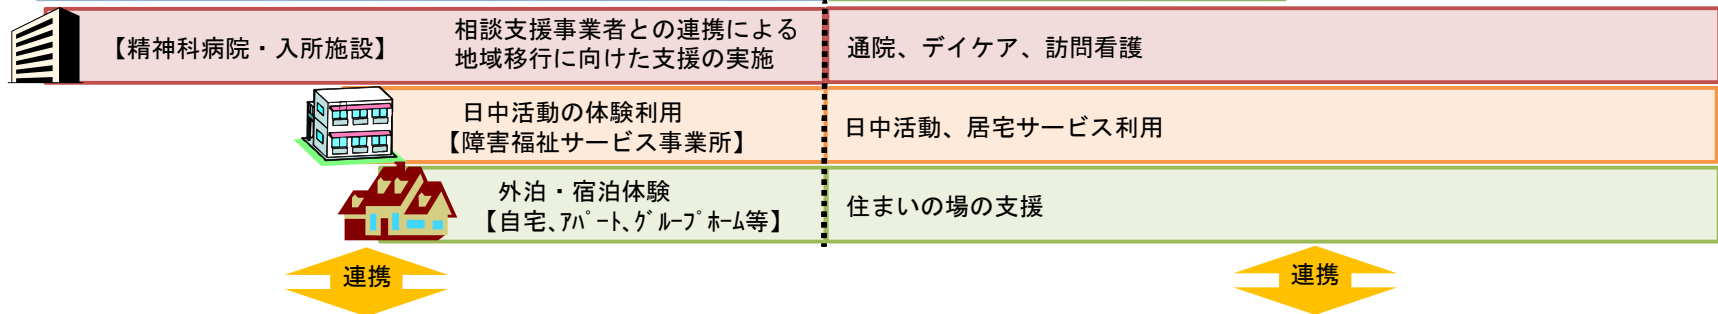 【精神科病院・入所施設】
相談支援事業者との連携による
地域移行に向けた支援の実施
通院、デイケア、訪問看護
日中活動の体験利用
【障害福祉サービス事業所】
日中活動、居宅サービス利用
外泊・宿泊体験
【自宅、ｱﾊﾟｰﾄ、ｸﾞﾙｰﾌﾟﾎｰﾑ等】
住まいの場の支援
連携
連携